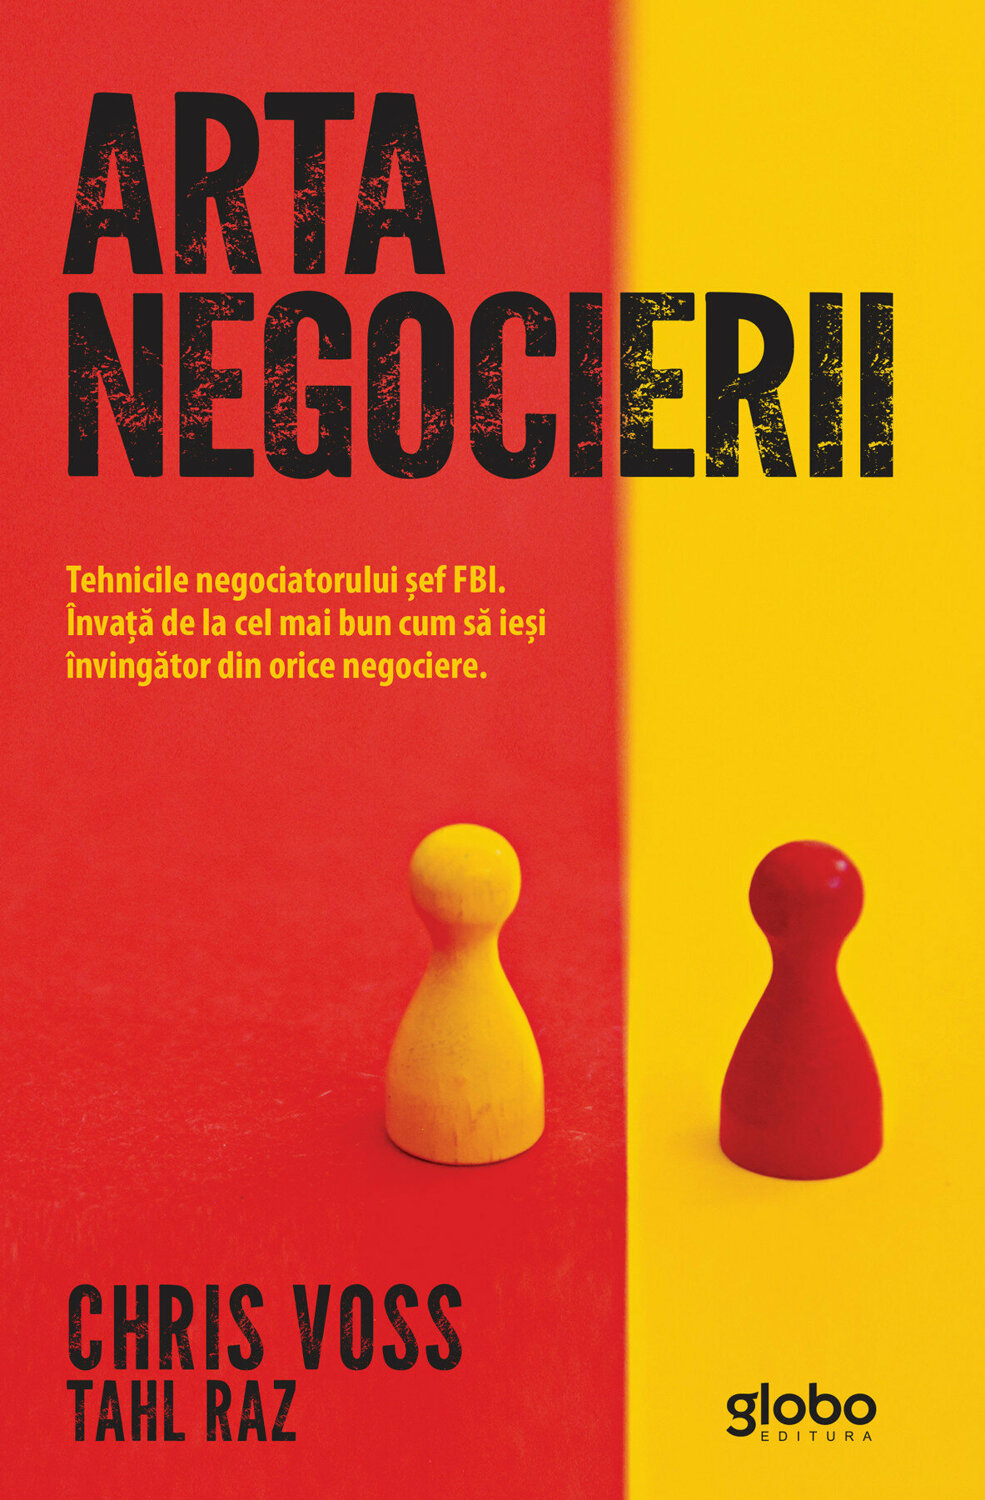 ARTA
NEGOCIERII
Tehnicile negociatorului șef FBI.
Învață de la cel mai bun cum să ieși
învingător din orice negociere.
CHRIS VOSS
TAHL RAZ
globo
EDITURA